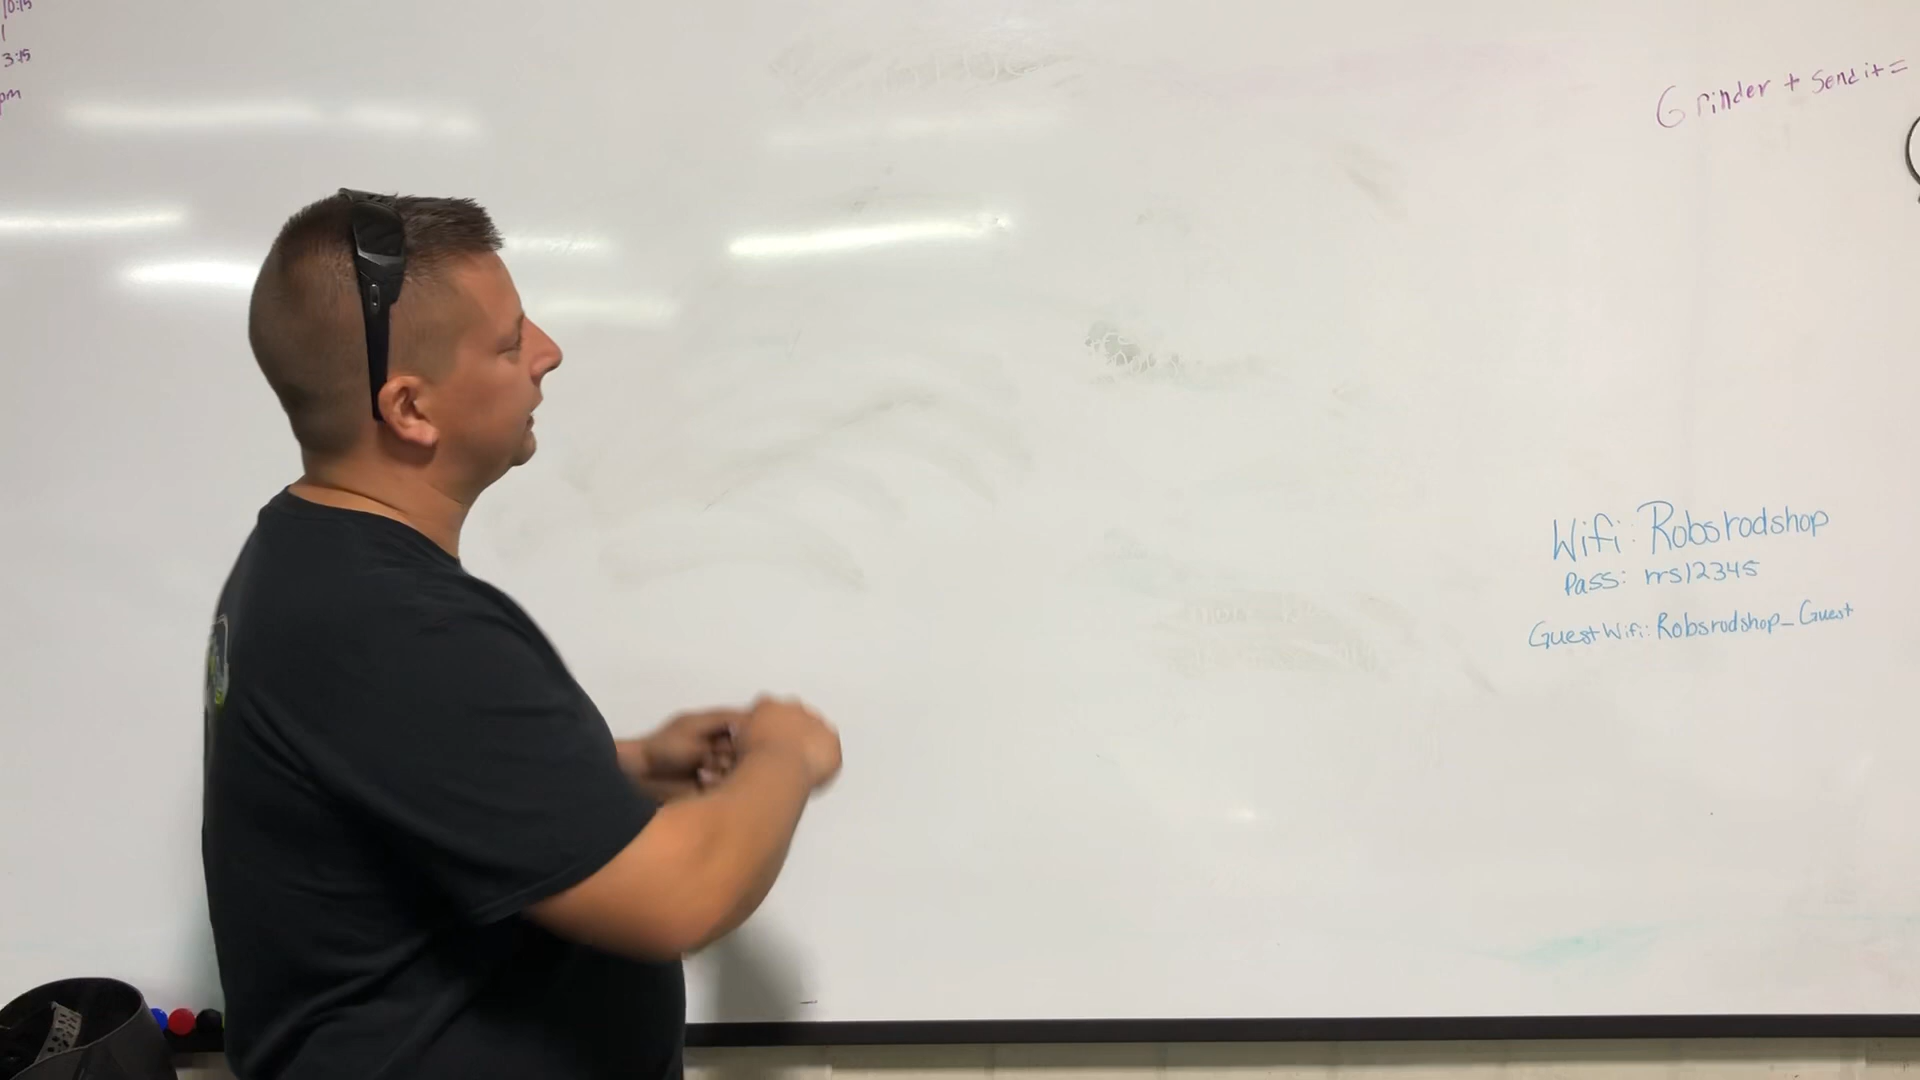 10:15
3:15
pm
Grinder + Send it =
Wifi: Robsrodshop
Pass: rrs12345
Guest Wifi: Robsrodshop_Guest